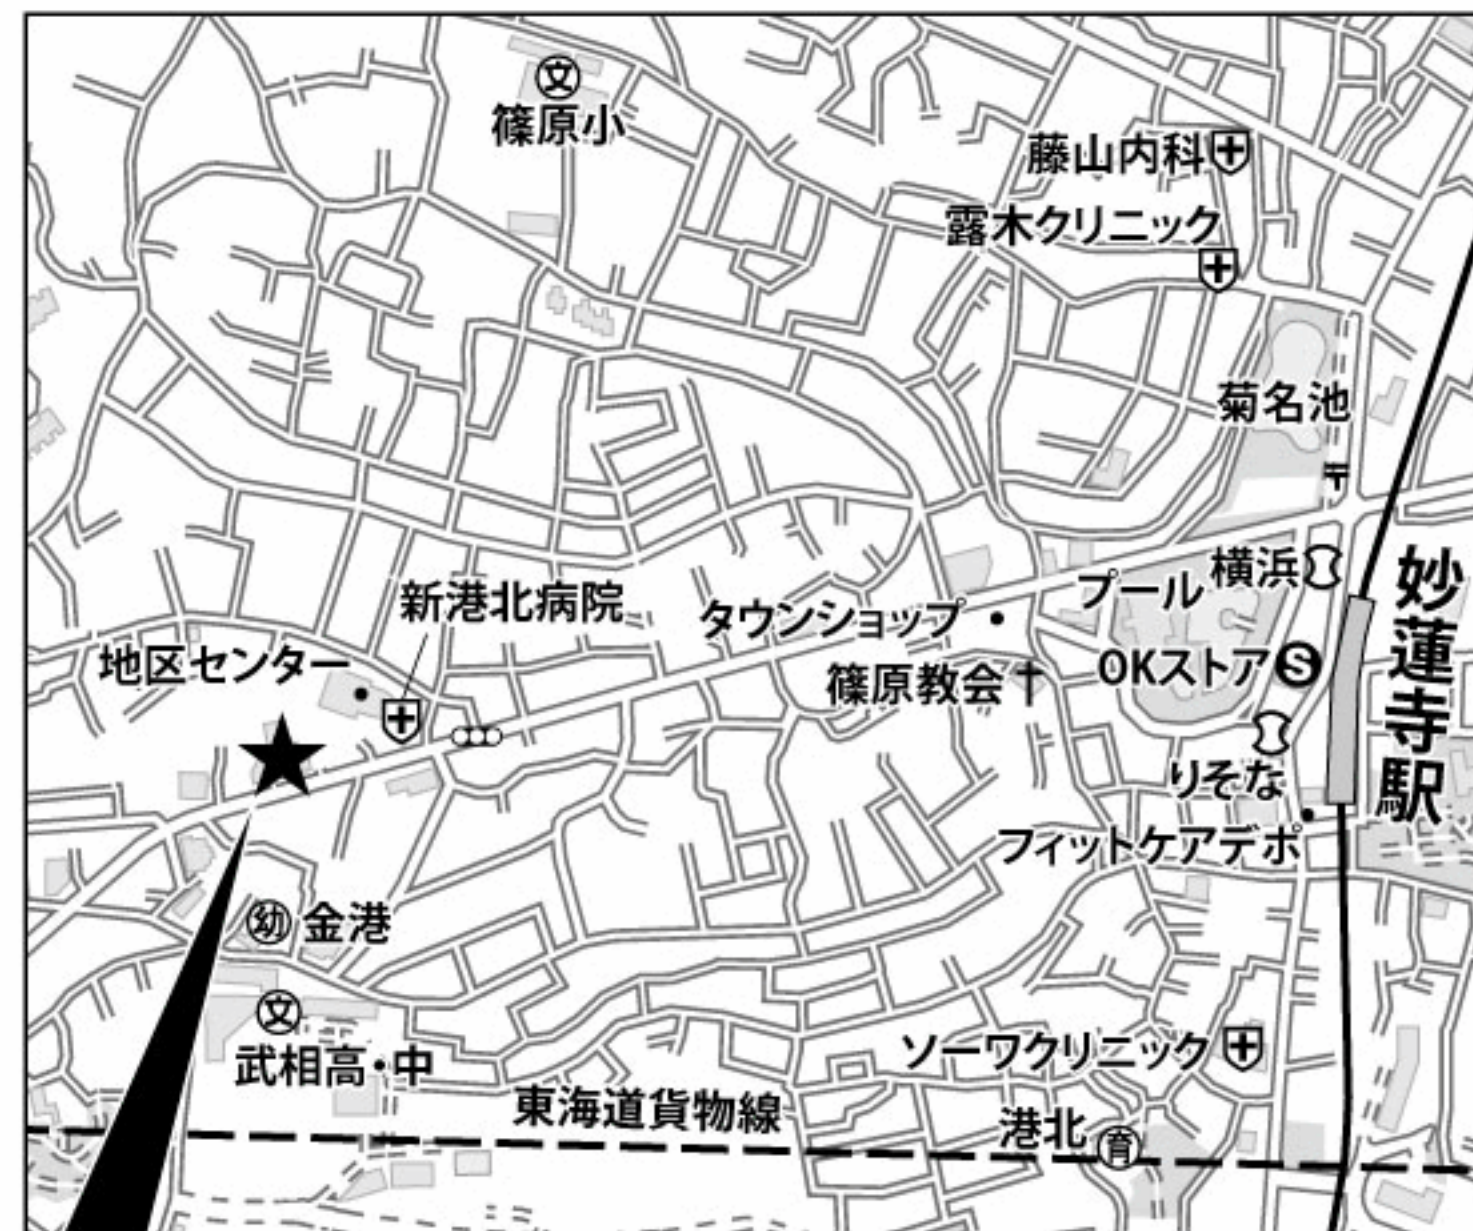 文
篠原小
藤山内科
露木クリニック
菊名池
〒
新港北病院
タウンショップ
プール
横浜
妙蓮寺駅
地区センター
篠原教会
OKストア
S
りそな
フィットケアデポ
幼 金港
文
武相高・中
ソーワクリニック
東海道貨物線
港北
育